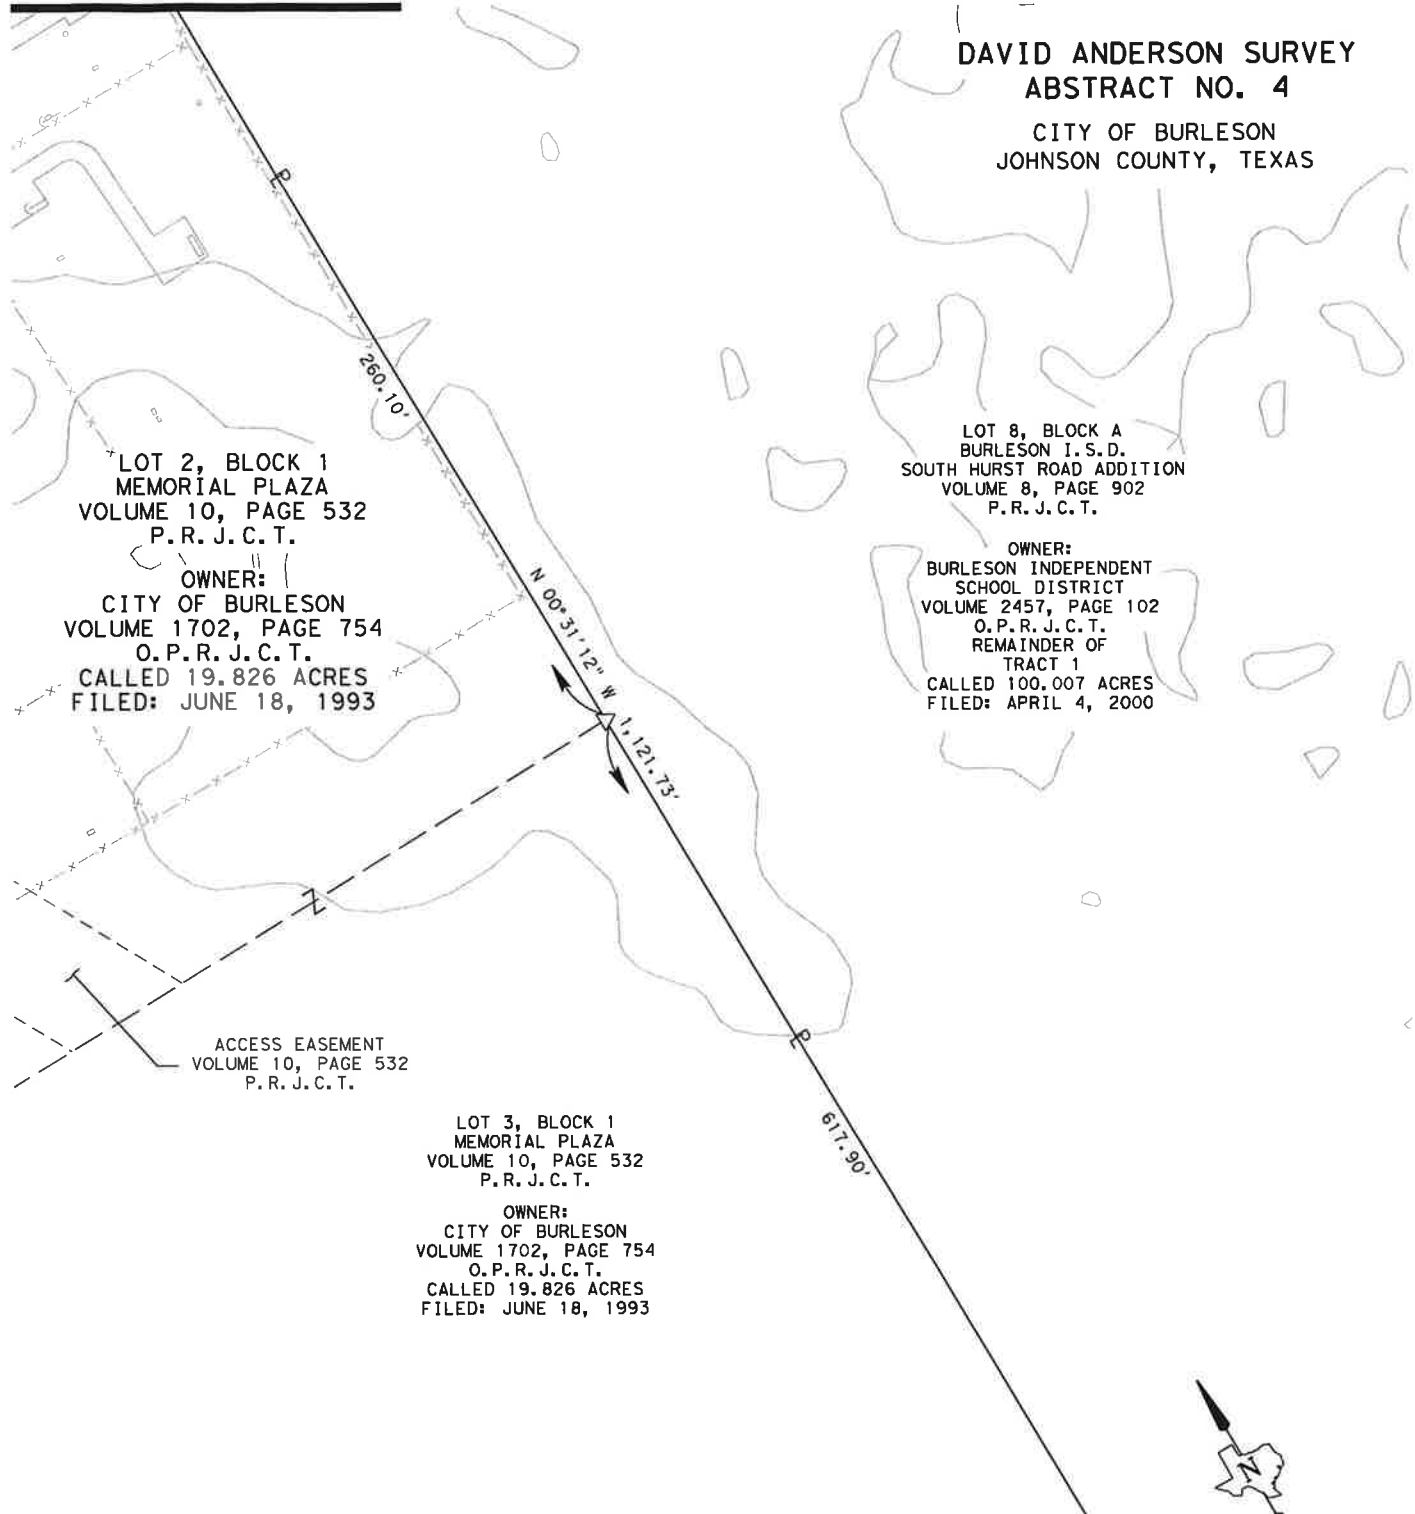 DAVID ANDERSON SURVEY
ABSTRACT NO. 4
CITY OF BURLESON
JOHNSON COUNTY, TEXAS
P
L
260.10'
LOT 2, BLOCK 1
MEMORIAL PLAZA
VOLUME 10, PAGE 532
P.R.J.C.T.
OWNER:
CITY OF BURLESON
VOLUME 1702, PAGE 754
O.P.R.J.C.T.
CALLED 19.826 ACRES
FILED: JUNE 18, 1993
LOT 8, BLOCK A
BURLESON I.S.D.
SOUTH HURST ROAD ADDITION
VOLUME 8, PAGE 902
P.R.J.C.T.
OWNER:
BURLESON INDEPENDENT
SCHOOL DISTRICT
VOLUME 2457, PAGE 102
O.P.R.J.C.T.
REMAINDER OF
TRACT 1
CALLED 100.007 ACRES
FILED: APRIL 4, 2000
N 00°31'12" W 1,121.73'
ACCESS EASEMENT
VOLUME 10, PAGE 532
P.R.J.C.T.
P
L
617.90'
LOT 3, BLOCK 1
MEMORIAL PLAZA
VOLUME 10, PAGE 532
P.R.J.C.T.
OWNER:
CITY OF BURLESON
VOLUME 1702, PAGE 754
O.P.R.J.C.T.
CALLED 19.826 ACRES
FILED: JUNE 18, 1993
N